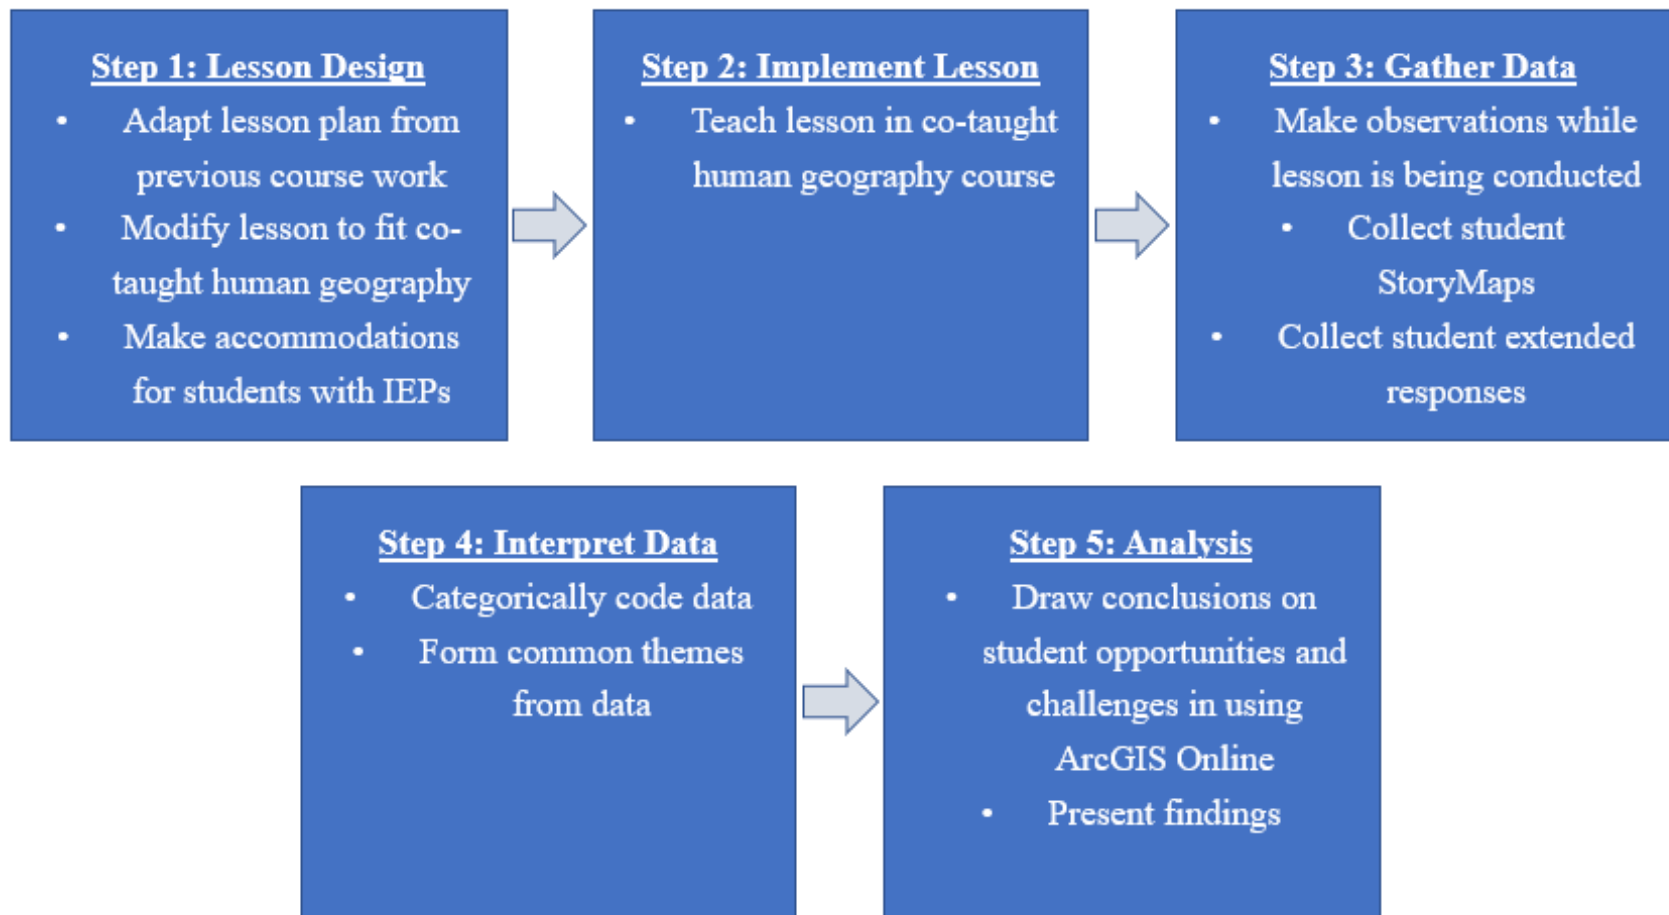 Step 1: Lesson Design
• Adapt lesson plan from
previous course work
• Modify lesson to fit co-
taught human geography
• Make accommodations
for students with IEPs
Step 2: Implement Lesson
• Teach lesson in co-taught
human geography course
Step 3: Gather Data
• Make observations while
lesson is being conducted
• Collect student
StoryMaps
• Collect student extended
responses
Step 4: Interpret Data
• Categorically code data
• Form common themes
from data
Step 5: Analysis
• Draw conclusions on
student opportunities and
challenges in using
ArcGIS Online
• Present findings